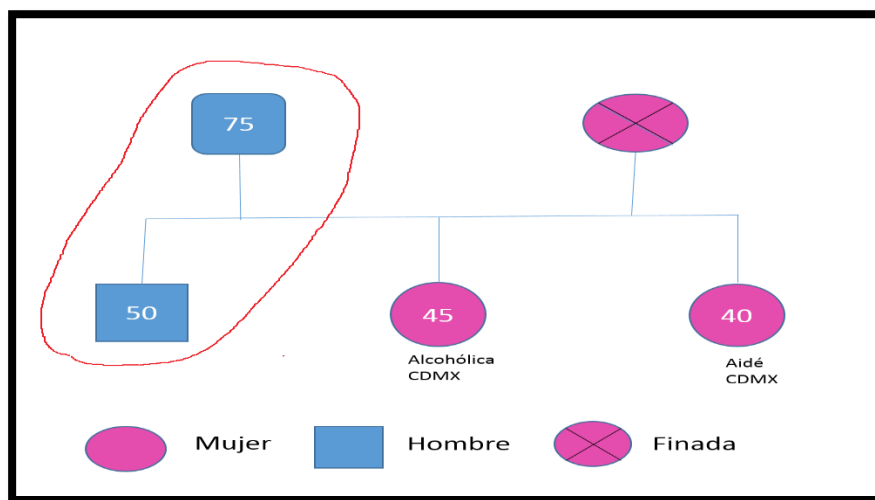 75
50
45
40
Alcohólica
CDMX
Aidé
CDMX
Mujer
Hombre
Finada